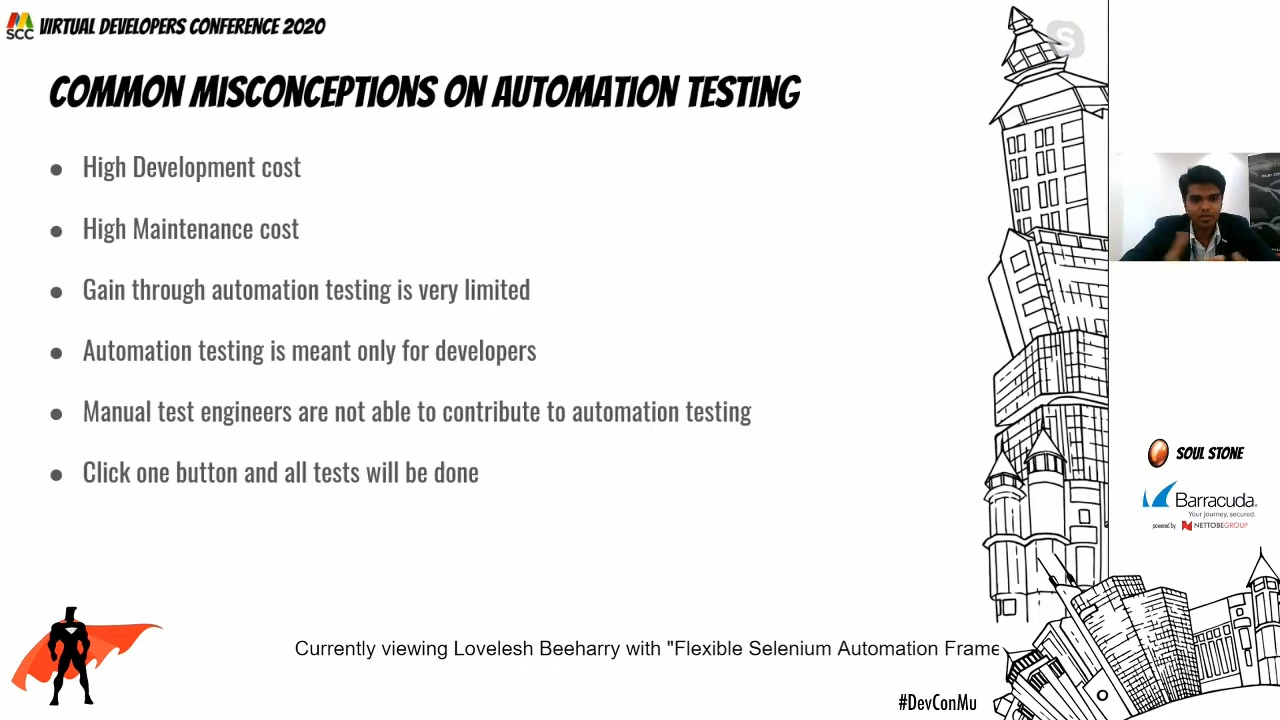 SCC VIRTUAL DEVELOPERS CONFERENCE 2020
COMMON MISCONCEPTIONS ON AUTOMATION TESTING
● High Development cost
● High Maintenance cost
● Gain through automation testing is very limited
● Automation testing is meant only for developers
● Manual test engineers are not able to contribute to automation testing
● Click one button and all tests will be done
SOUL STONE
Barracuda
Your journey, secured.
powered by NETTOBEGROUP
Currently viewing Lovelesh Beeharry with "Flexible Selenium Automation Frame
#DevConMu